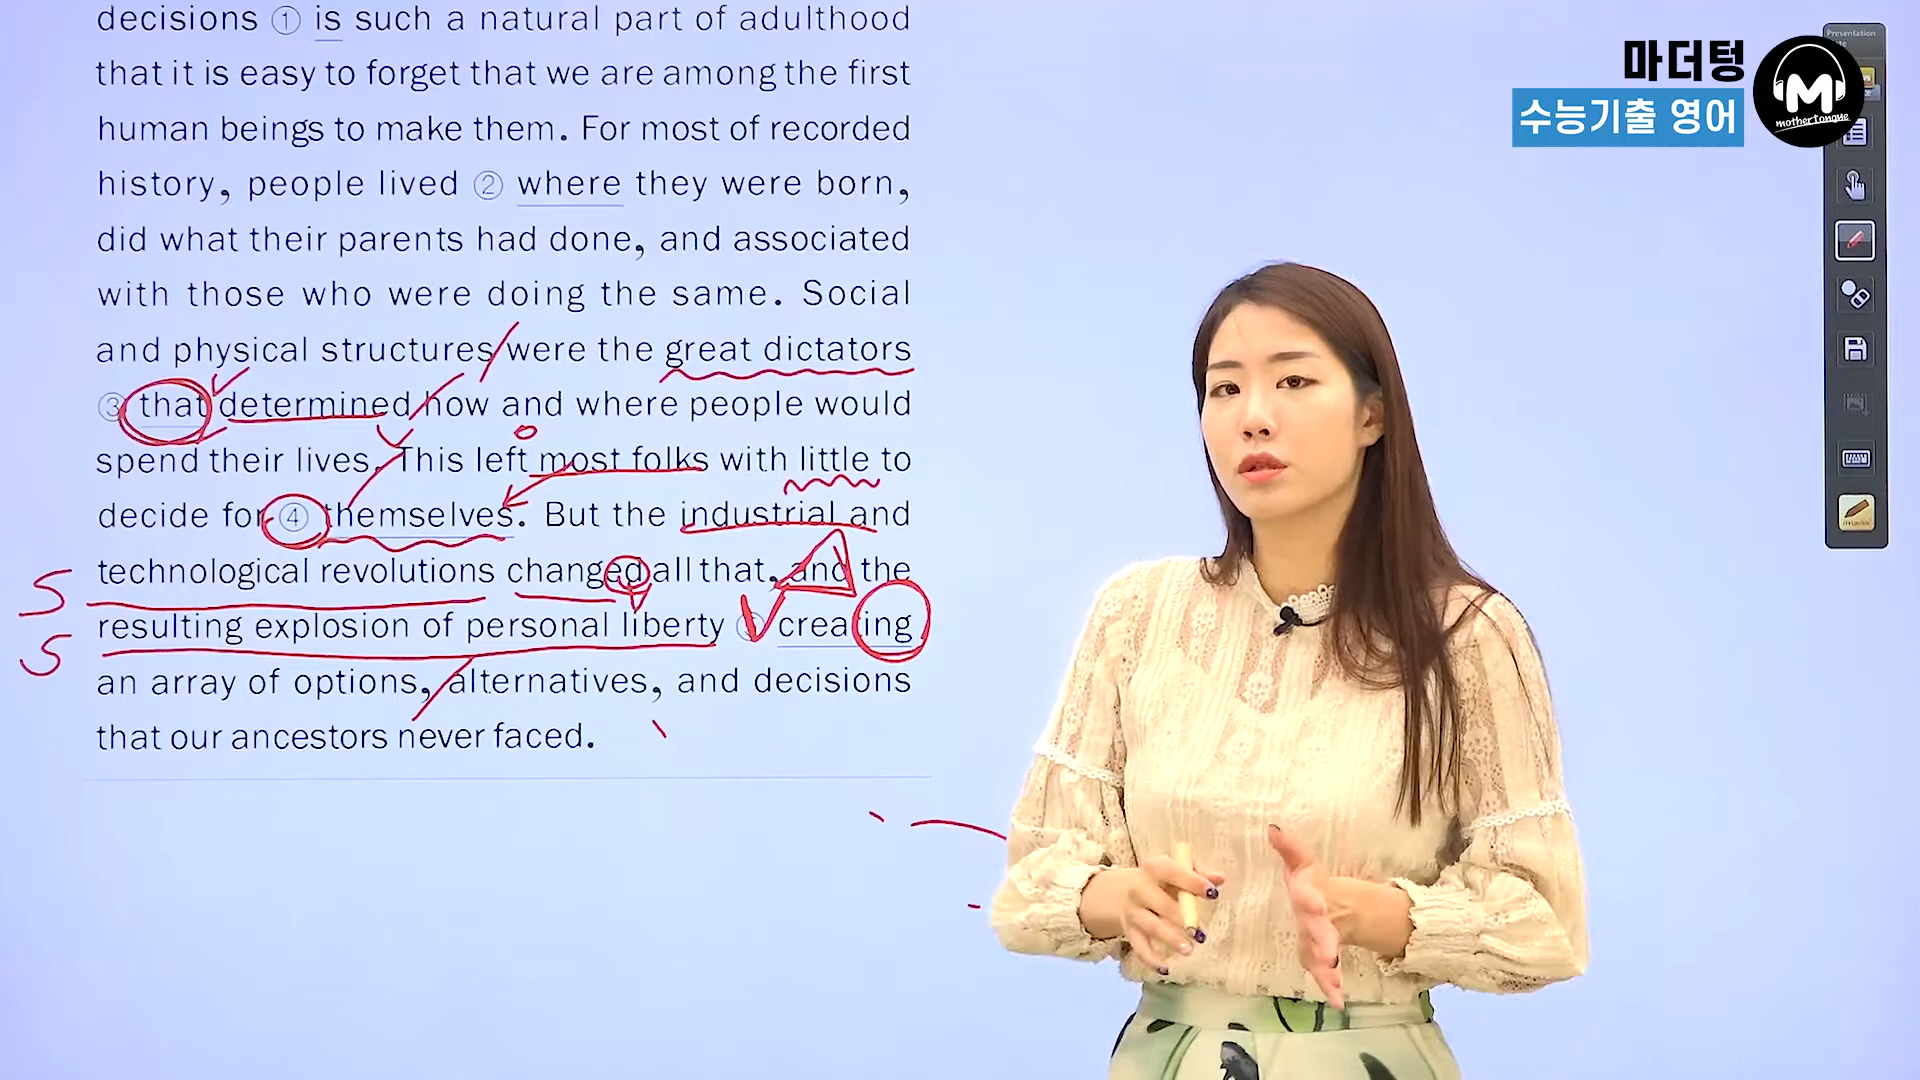 decisions ① is such a natural part of adulthood
that it is easy to forget that we are among the first
human beings to make them. For most of recorded
history, people lived ② where they were born,
did what their parents had done, and associated
with those who were doing the same. Social
and physical structures were the great dictators
③ that determined how and where people would
spend their lives. This left most folks with little to
decide for ④ themselves. But the industrial and
technological revolutions changed all that, and the
S
resulting explosion of personal liberty creating
S
an array of options, alternatives, and decisions
that our ancestors never faced.
마더텅
수능기출 영어
M
mothertongue
Presentation